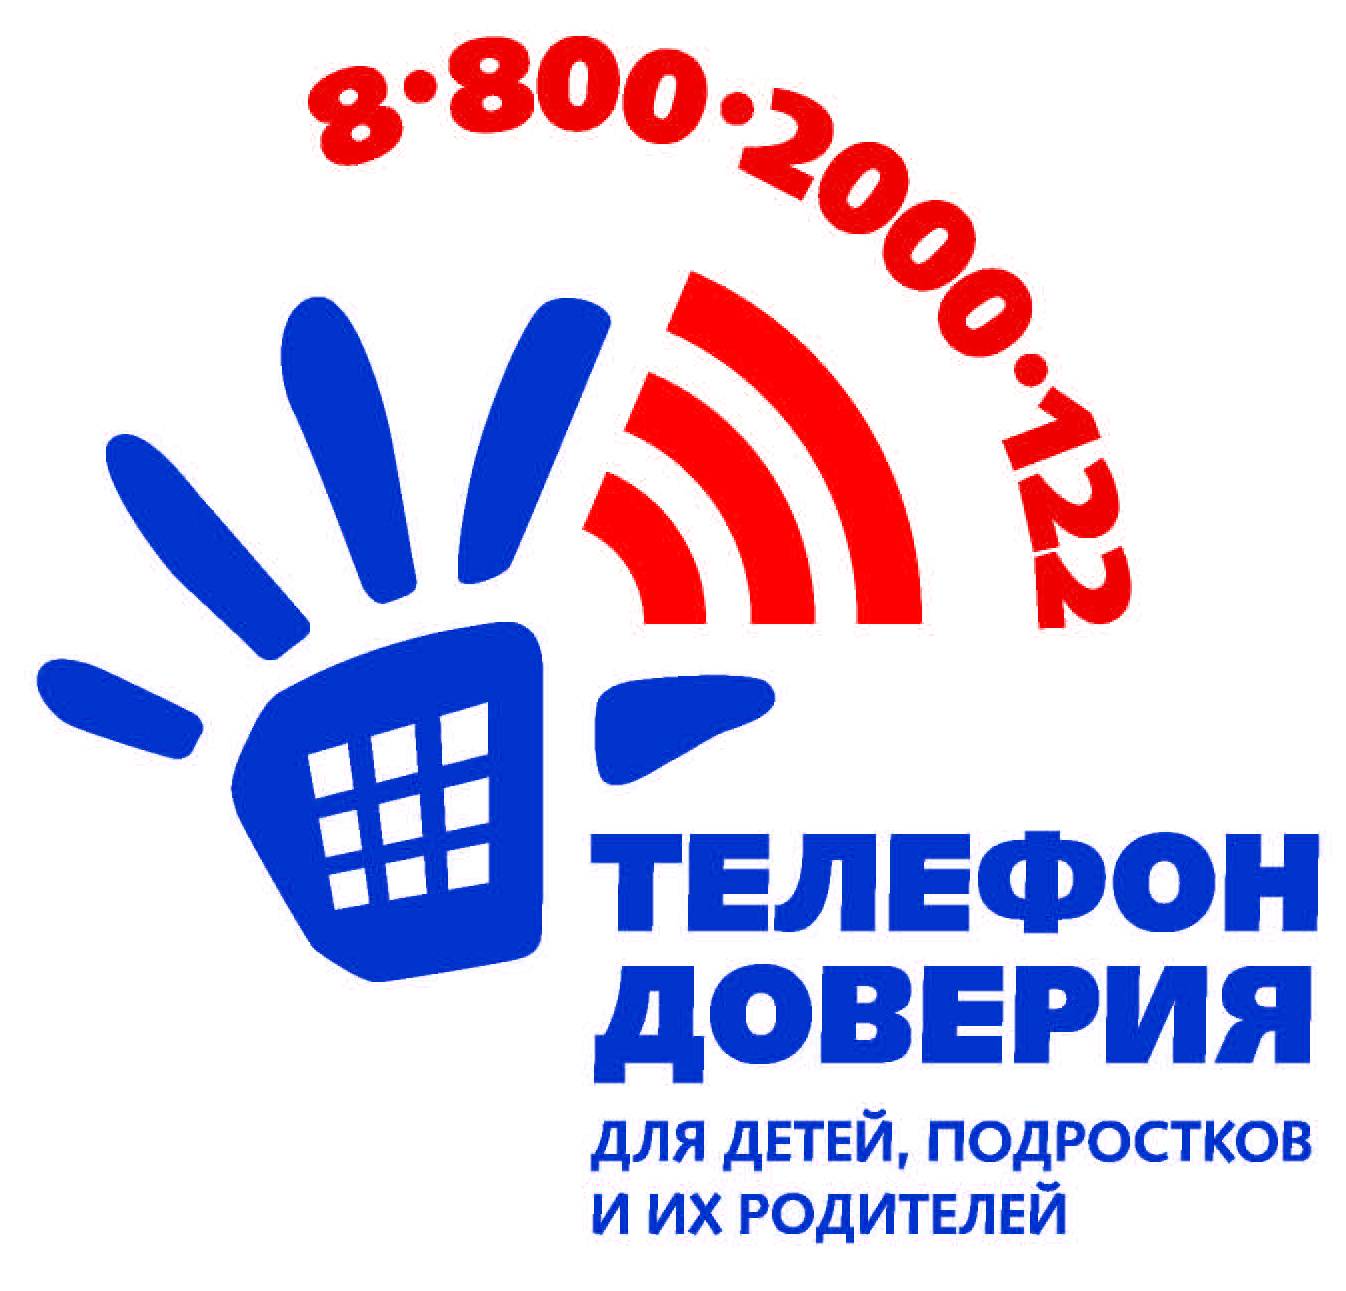 8·800·2000·122
ТЕЛЕФОН
ДОВЕРИЯ
ДЛЯ ДЕТЕЙ, ПОДРОСТКОВ
И ИХ РОДИТЕЛЕЙ